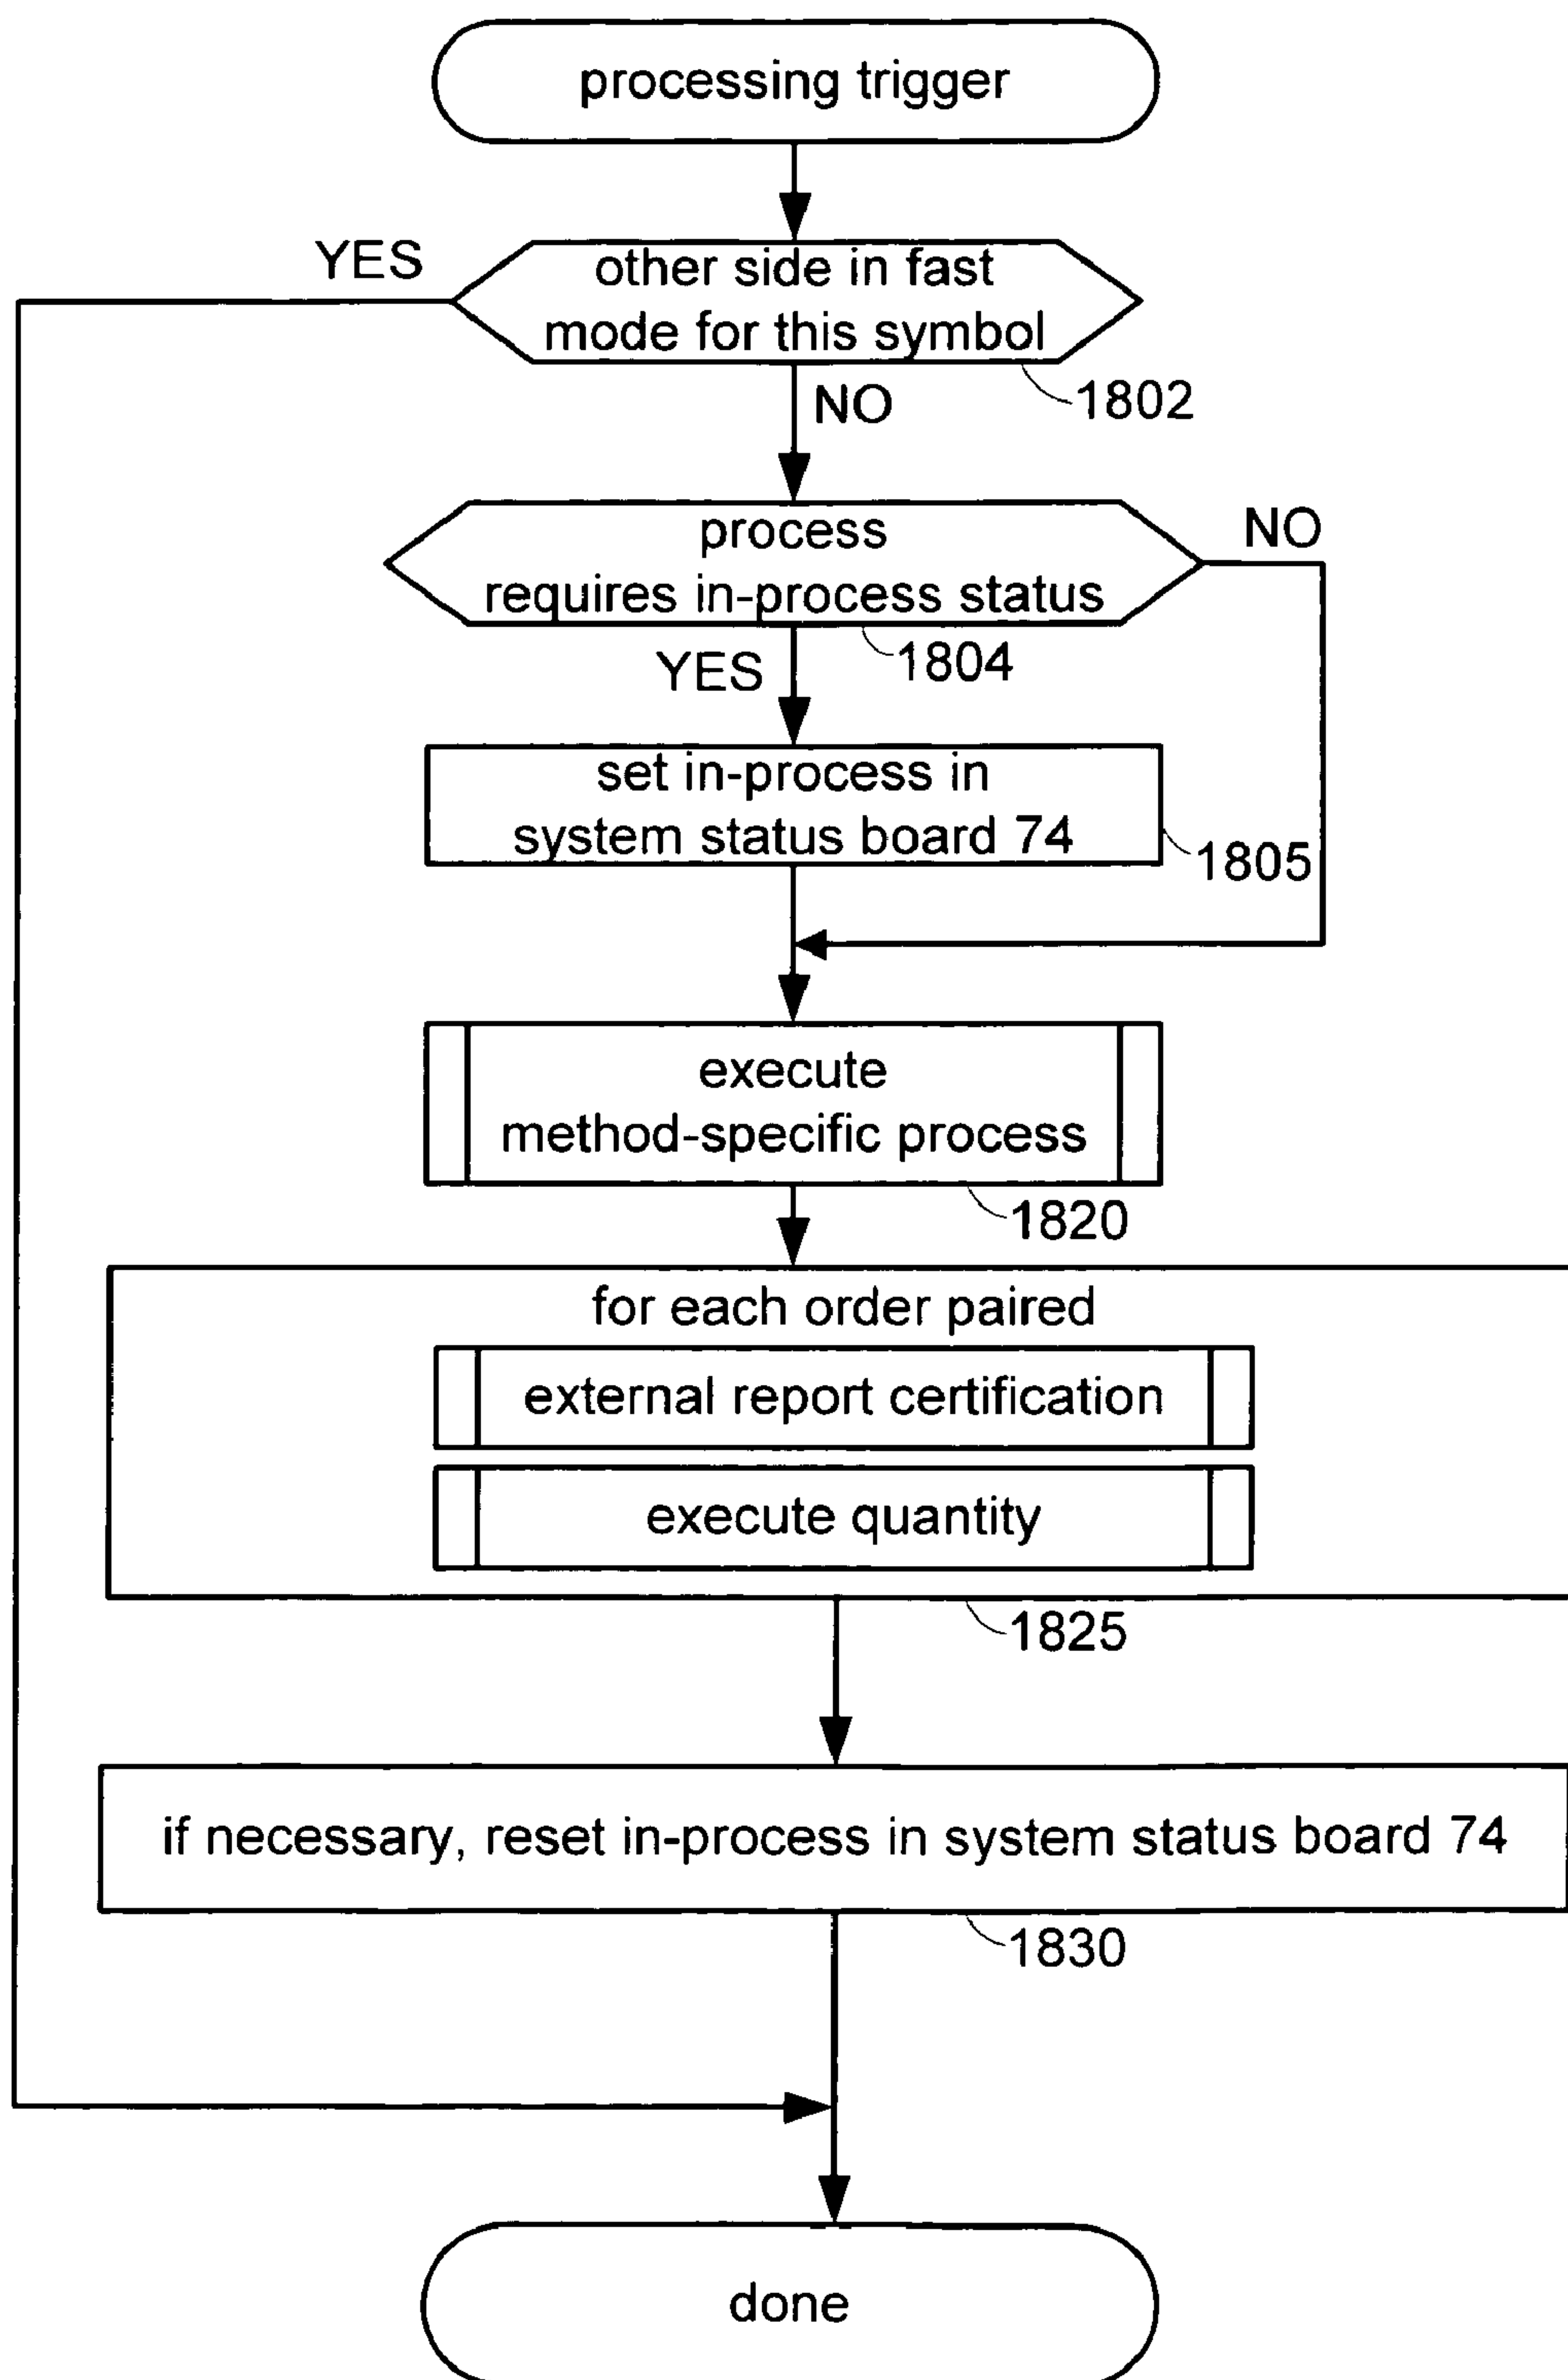 processing trigger
YES
other side in fast
mode for this symbol
1802
NO
process
requires in-process status
NO
1804
YES
set in-process in
system status board 74
1805
execute
method-specific process
1820
for each order paired
external report certification
execute quantity
1825
if necessary, reset in-process in system status board 74
1830
done